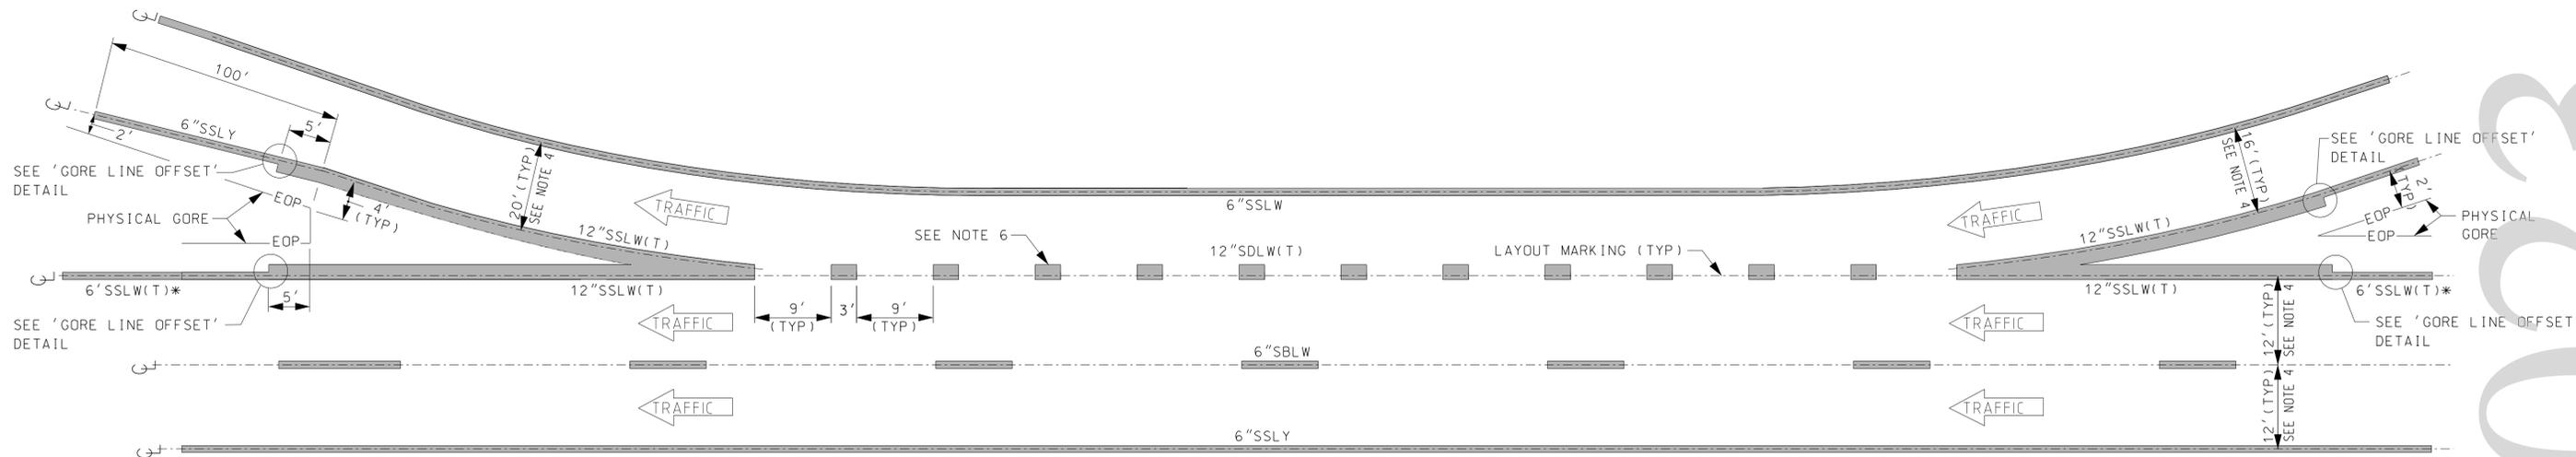 100'
5'
2'
6"SSLY
SEE 'GORE LINE OFFSET'
DETAIL
EOP
PHYSICAL GORE
EOP
4'
(TYP)
20'(TYP)
SEE NOTE 4
12"SSLW(T)
TRAFFIC
6"SSLW
SEE NOTE 6
12"SDLW(T)
LAYOUT MARKING (TYP)
TRAFFIC
16'(TYP)
SEE NOTE 4
12"SSLW(T)
SEE 'GORE LINE OFFSET'
DETAIL
2'
(TYP)
EOP
EOP
PHYSICAL
GORE
6'SSLW(T)*
5'
12"SSLW(T)
SEE 'GORE LINE OFFSET'
DETAIL
TRAFFIC
9'
(TYP)
3'
9'
(TYP)
TRAFFIC
12"SSLW(T)
6'SSLW(T)*
12'(TYP)
SEE NOTE 4
SEE 'GORE LINE OFFSET
DETAIL
6"SBLW
TRAFFIC
TRAFFIC
12'(TYP)
SEE NOTE 4
6"SSLY